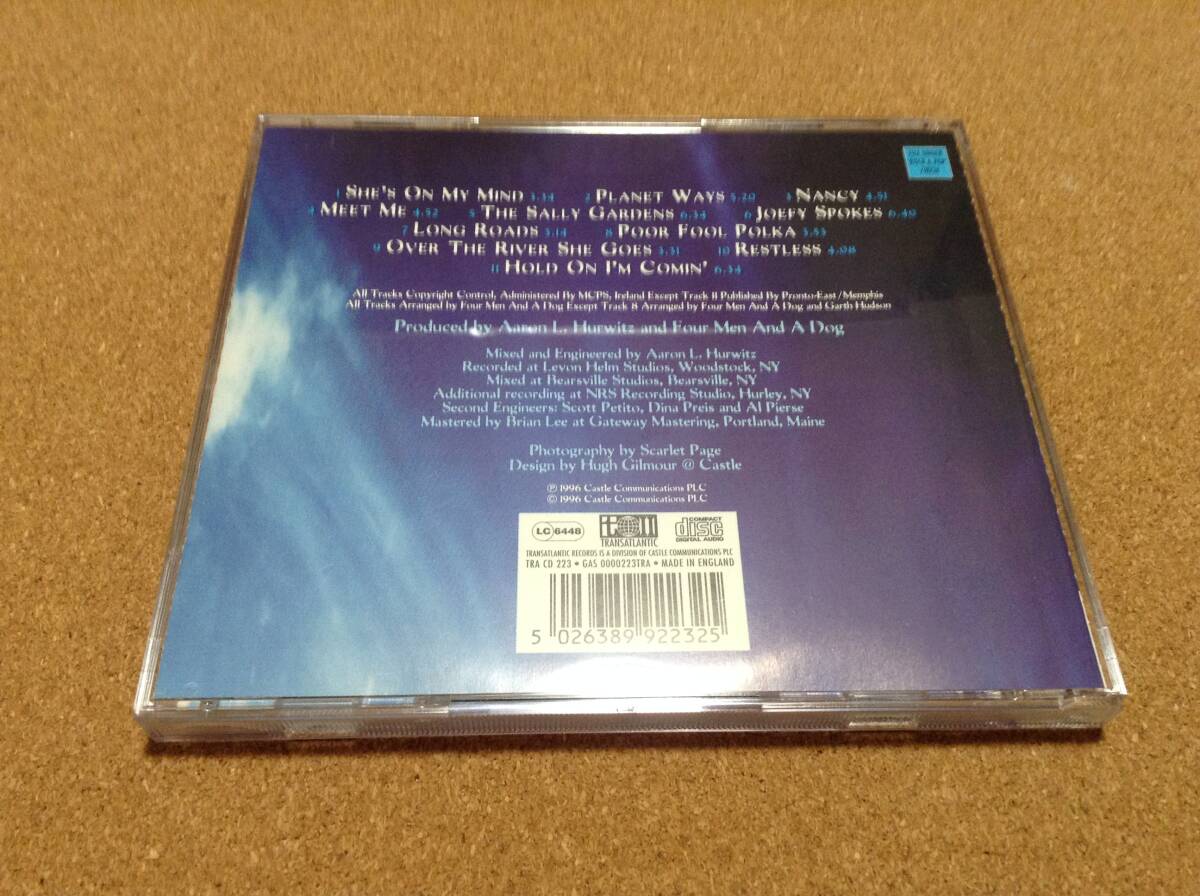 1 SHE'S ON MY MIND 3.34 2 PLANET WAYS 5.20 3 NANCY 4.51
4 MEET ME 4.52 5 THE SALLY GARDENS 6.34 6 JOEFY SPOKES 6.40
7 LONG ROADS 3.14 8 POOR FOOL POLKA 3.53
9 OVER THE RIVER SHE GOES 3.31 10 RESTLESS 4.08
11 HOLD ON I'M COMIN' 6.34
All Tracks Copyright Control, Administered By MCPS, Ireland Except Track 11 Published By Pronto-East/Memphis
All Tracks Arranged by Four Men And A Dog Except Track 8 Arranged by Four Men And A Dog and Garth Hudson
Produced by Aaron L. Hurwitz and Four Men And A Dog
Mixed and Engineered by Aaron L. Hurwitz
Recorded at Levon Helm Studios, Woodstock, NY
Mixed at Bearsville Studios, Bearsville, NY
Additional recording at NRS Recording Studio, Hurley, NY
Second Engineers: Scott Petito, Dina Preis and Al Pierse
Mastered by Brian Lee at Gateway Mastering, Portland, Maine
Photography by Scarlet Page
Design by Hugh Gilmour @ Castle
℗ 1996 Castle Communications PLC
© 1996 Castle Communications PLC
LC 6448
TRANSATLANTIC
COMPACT
disc
DIGITAL AUDIO
TRANSATLANTIC RECORDS IS A DIVISION OF CASTLE COMMUNICATIONS PLC
TRA CD 223 • GAS 0000223TRA • MADE IN ENGLAND
5 026389 922325